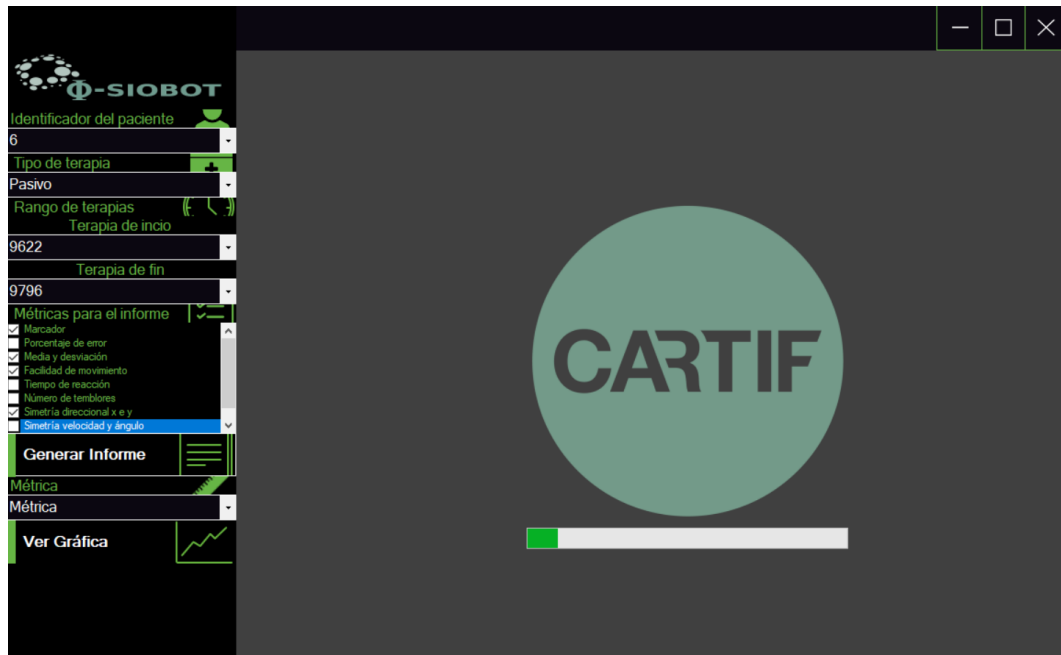 Φ-SIOBOT
Identificador del paciente
6
Tipo de terapia
Pasivo
Rango de terapias
Terapia de incio
9622
Terapia de fin
9796
Métricas para el informe
Marcador
Porcentaje de error
Media y desviación
Facilidad de movimiento
Tiempo de reacción
Número de temblores
Simetría direccional x e y
Simetría velocidad y ángulo
Generar Informe
Métrica
Métrica
Ver Gráfica
CARTIF